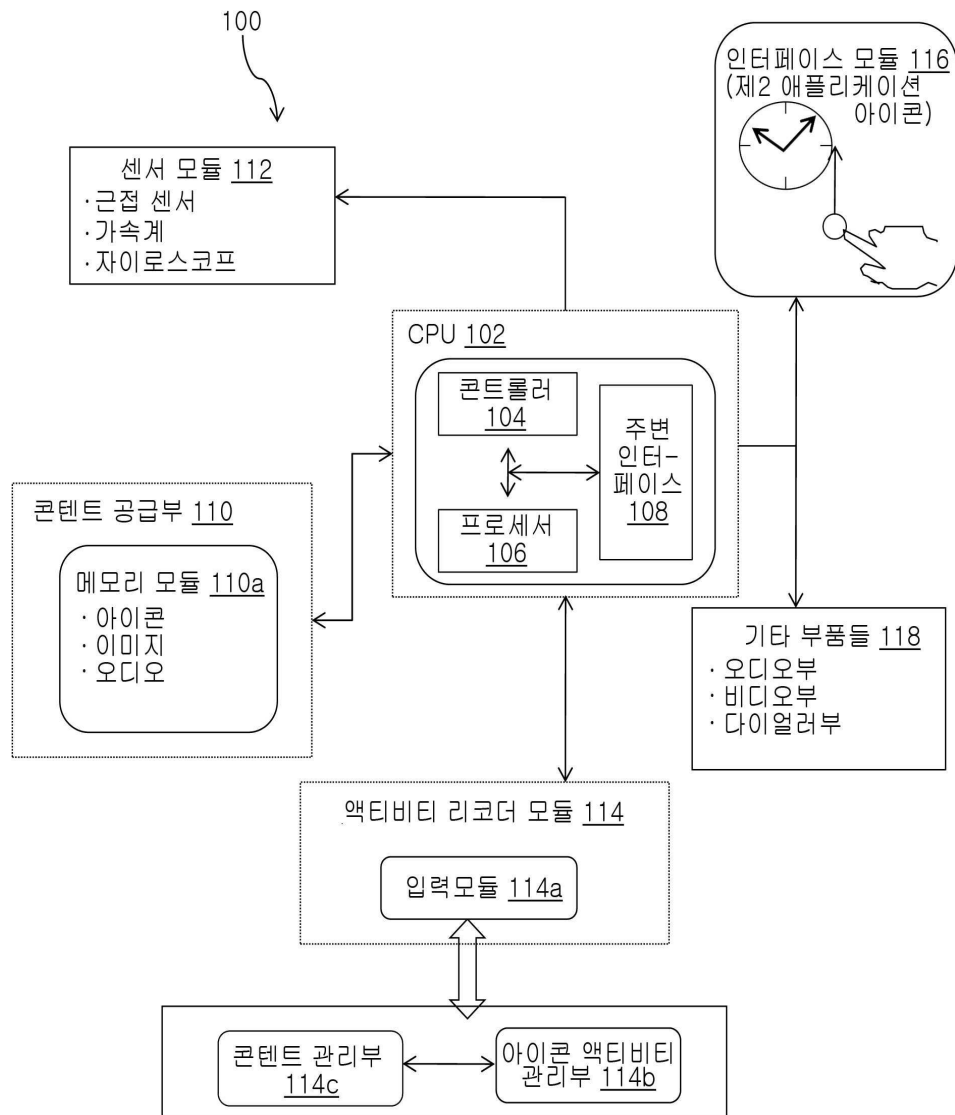 100
인터페이스 모듈 116
(제2 애플리케이션
아이콘)
센서 모듈 112
·근접 센서
·가속계
·자이로스코프
CPU 102
콘트롤러
104
주변
인터-
페이스
108
프로세서
106
콘텐트 공급부 110
메모리 모듈 110a
· 아이콘
· 이미지
· 오디오
기타 부품들 118
· 오디오부
· 비디오부
· 다이얼러부
액티비티 리코더 모듈 114
입력모듈 114a
콘텐트 관리부
114c
아이콘 액티비티
관리부 114b